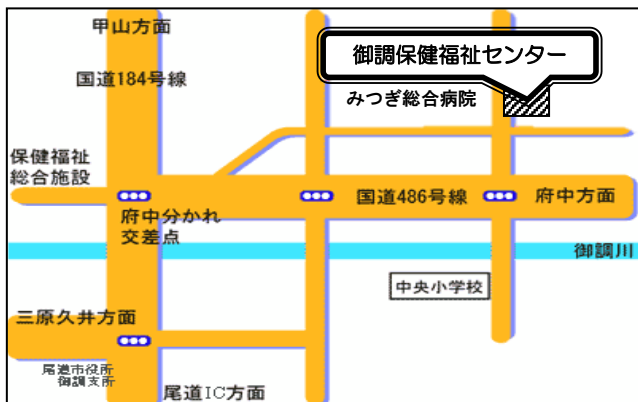 甲山方面
国道184号線
御調保健福祉センター
みつぎ総合病院
保健福祉
総合施設
府中分かれ
交差点
国道486号線
府中方面
御調川
中央小学校
三原久井方面
尾道市役所
御調支所
尾道IC方面